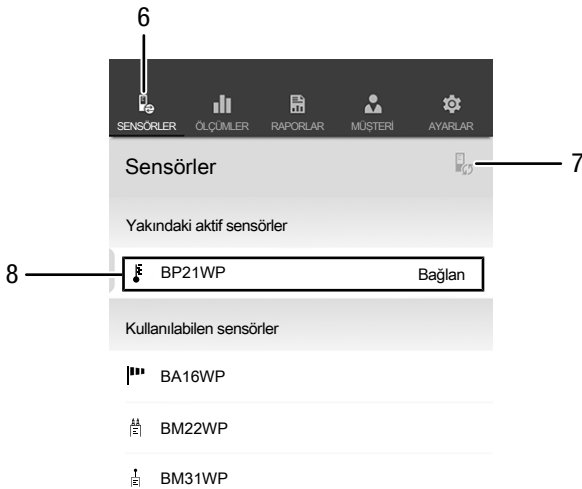 6
SENSÖRLER ÖLÇÜMLER RAPORLAR MÜŞTERİ AYARLAR
Sensörler
7
Yakındaki aktif sensörler
8
BP21WP Bağlan
Kullanılabilen sensörler
BA16WP
BM22WP
BM31WP